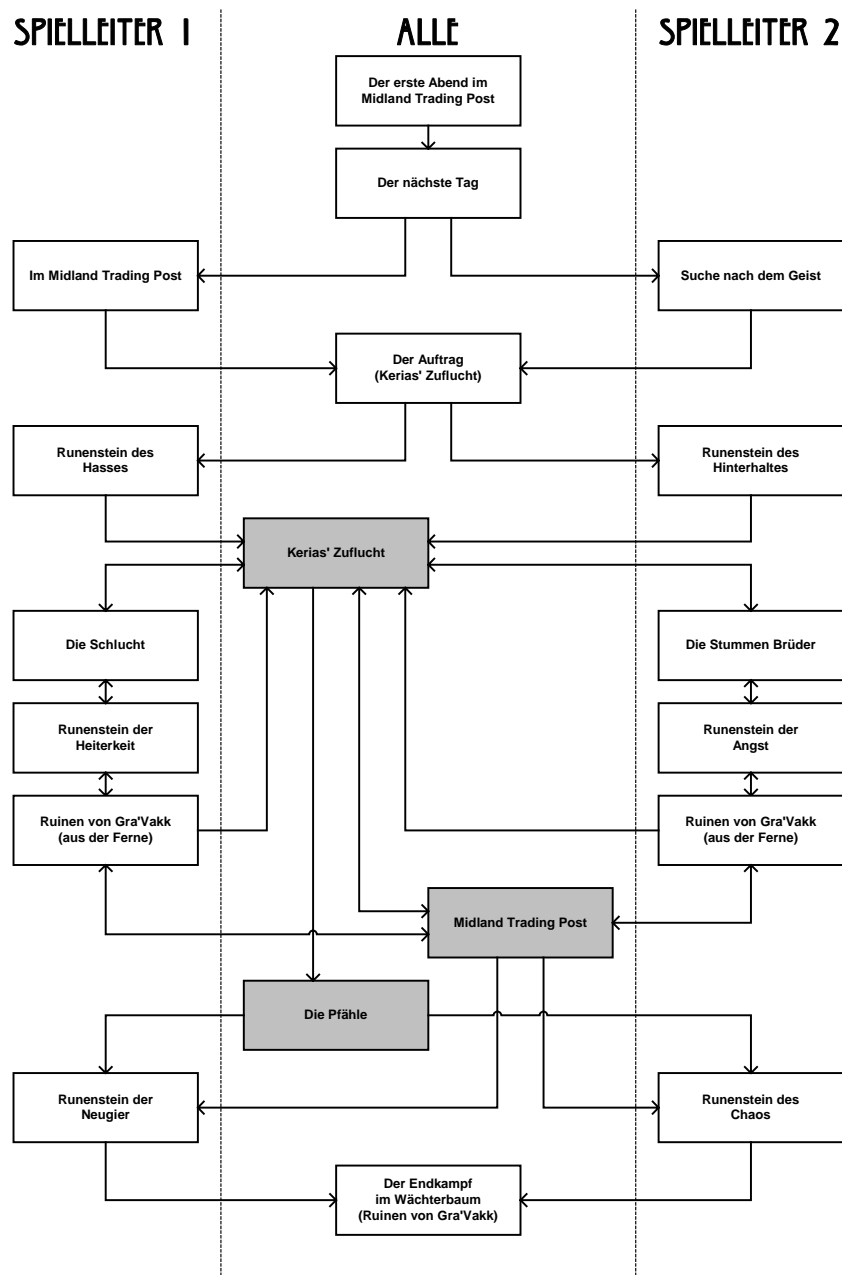 SPIELLEITER 1
ALLE
SPIELLEITER 2
Der erste Abend im
Midland Trading Post
Der nächste Tag
Im Midland Trading Post
Suche nach dem Geist
Der Auftrag
(Kerias' Zuflucht)
Runenstein des
Hasses
Runenstein des
Hinterhaltes
Kerias' Zuflucht
Die Schlucht
Die Stummen Brüder
Runenstein der
Heiterkeit
Runenstein der
Angst
Ruinen von Gra'Vakk
(aus der Ferne)
Ruinen von Gra'Vakk
(aus der Ferne)
Midland Trading Post
Die Pfähle
Runenstein der
Neugier
Runenstein des
Chaos
Der Endkampf
im Wächterbaum
(Ruinen von Gra'Vakk)